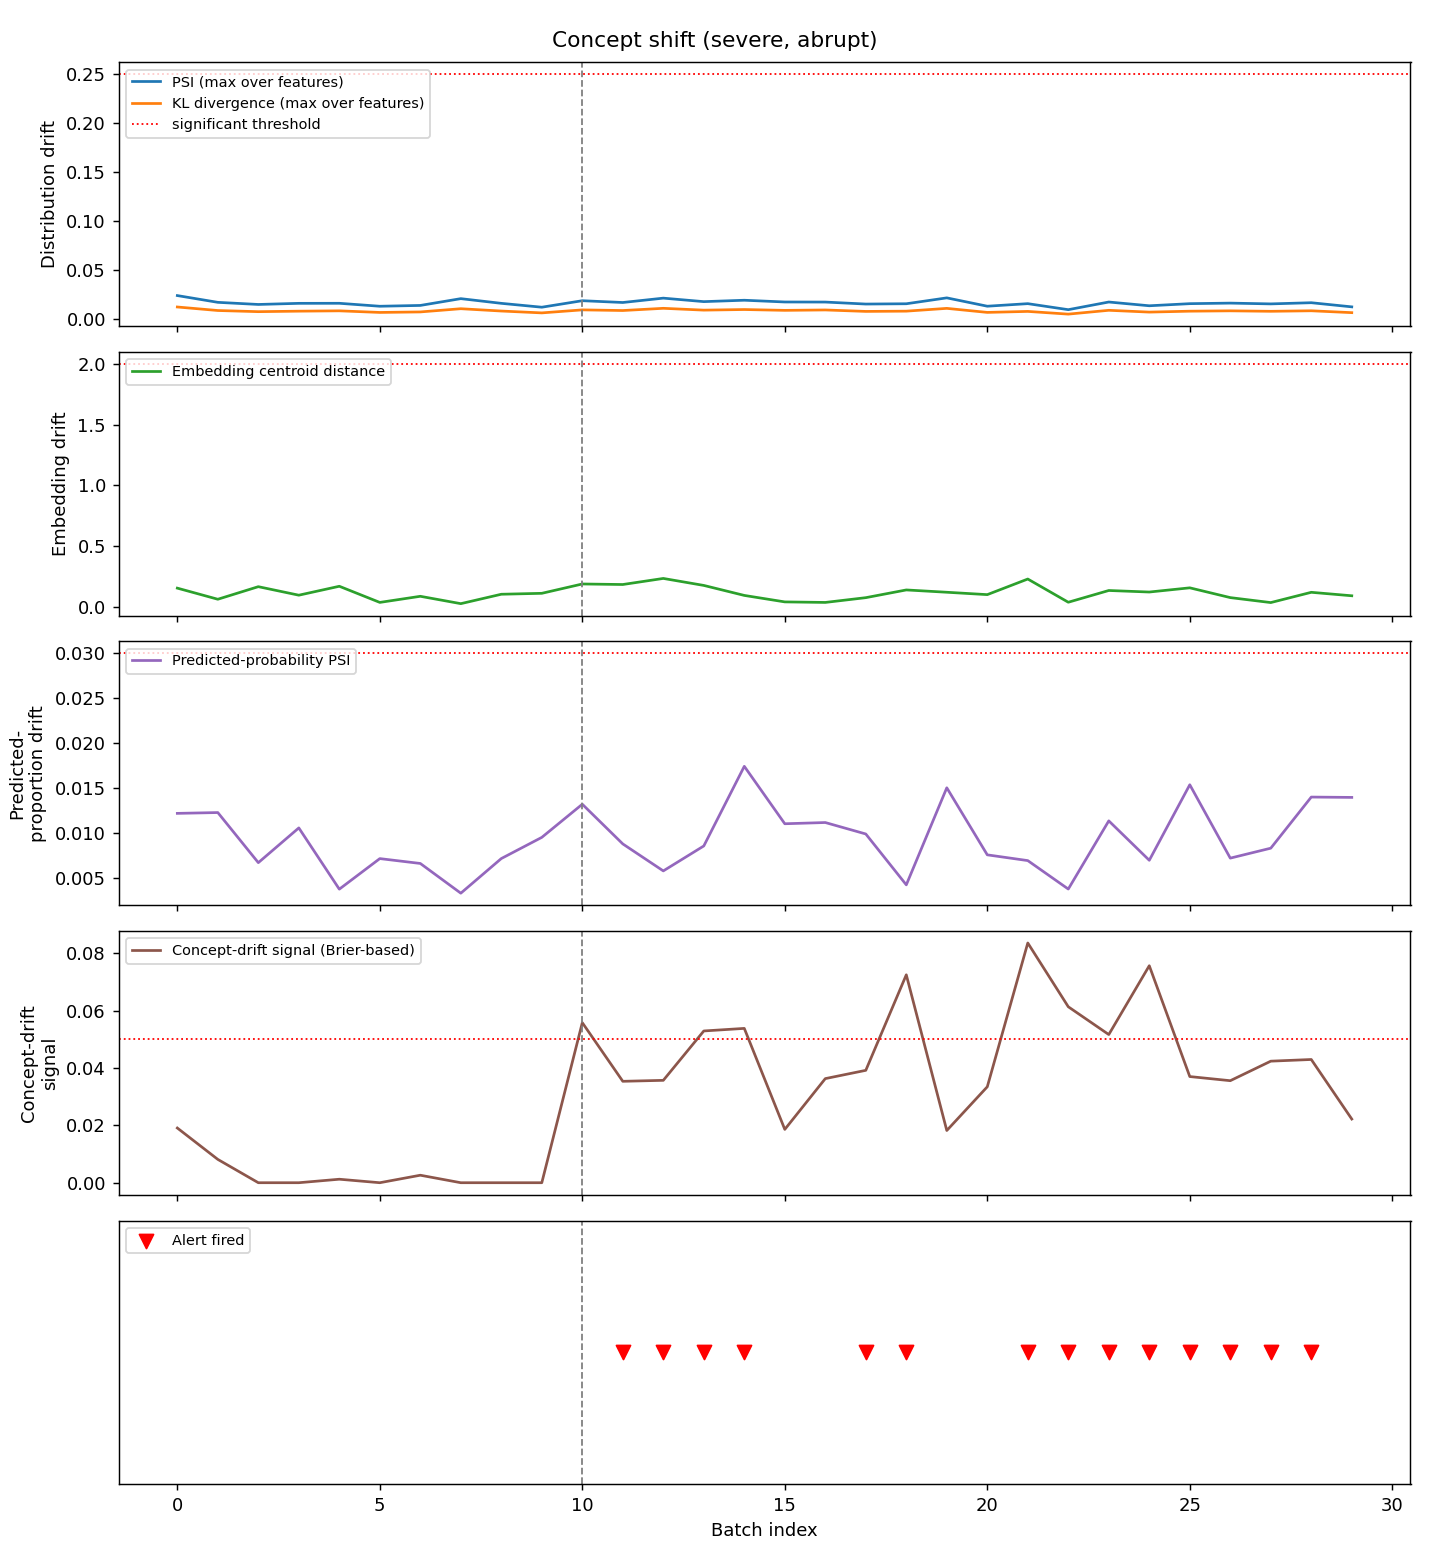 Concept shift (severe, abrupt)
Distribution drift
0.25
0.20
0.15
0.10
0.05
0.00
PSI (max over features)
KL divergence (max over features)
significant threshold
Embedding drift
2.0
1.5
1.0
0.5
0.0
Embedding centroid distance
Predicted-
proportion drift
0.030
0.025
0.020
0.015
0.010
0.005
Predicted-probability PSI
Concept-drift
signal
0.08
0.06
0.04
0.02
0.00
Concept-drift signal (Brier-based)
Alert fired
0 5 10 15 20 25 30
Batch index